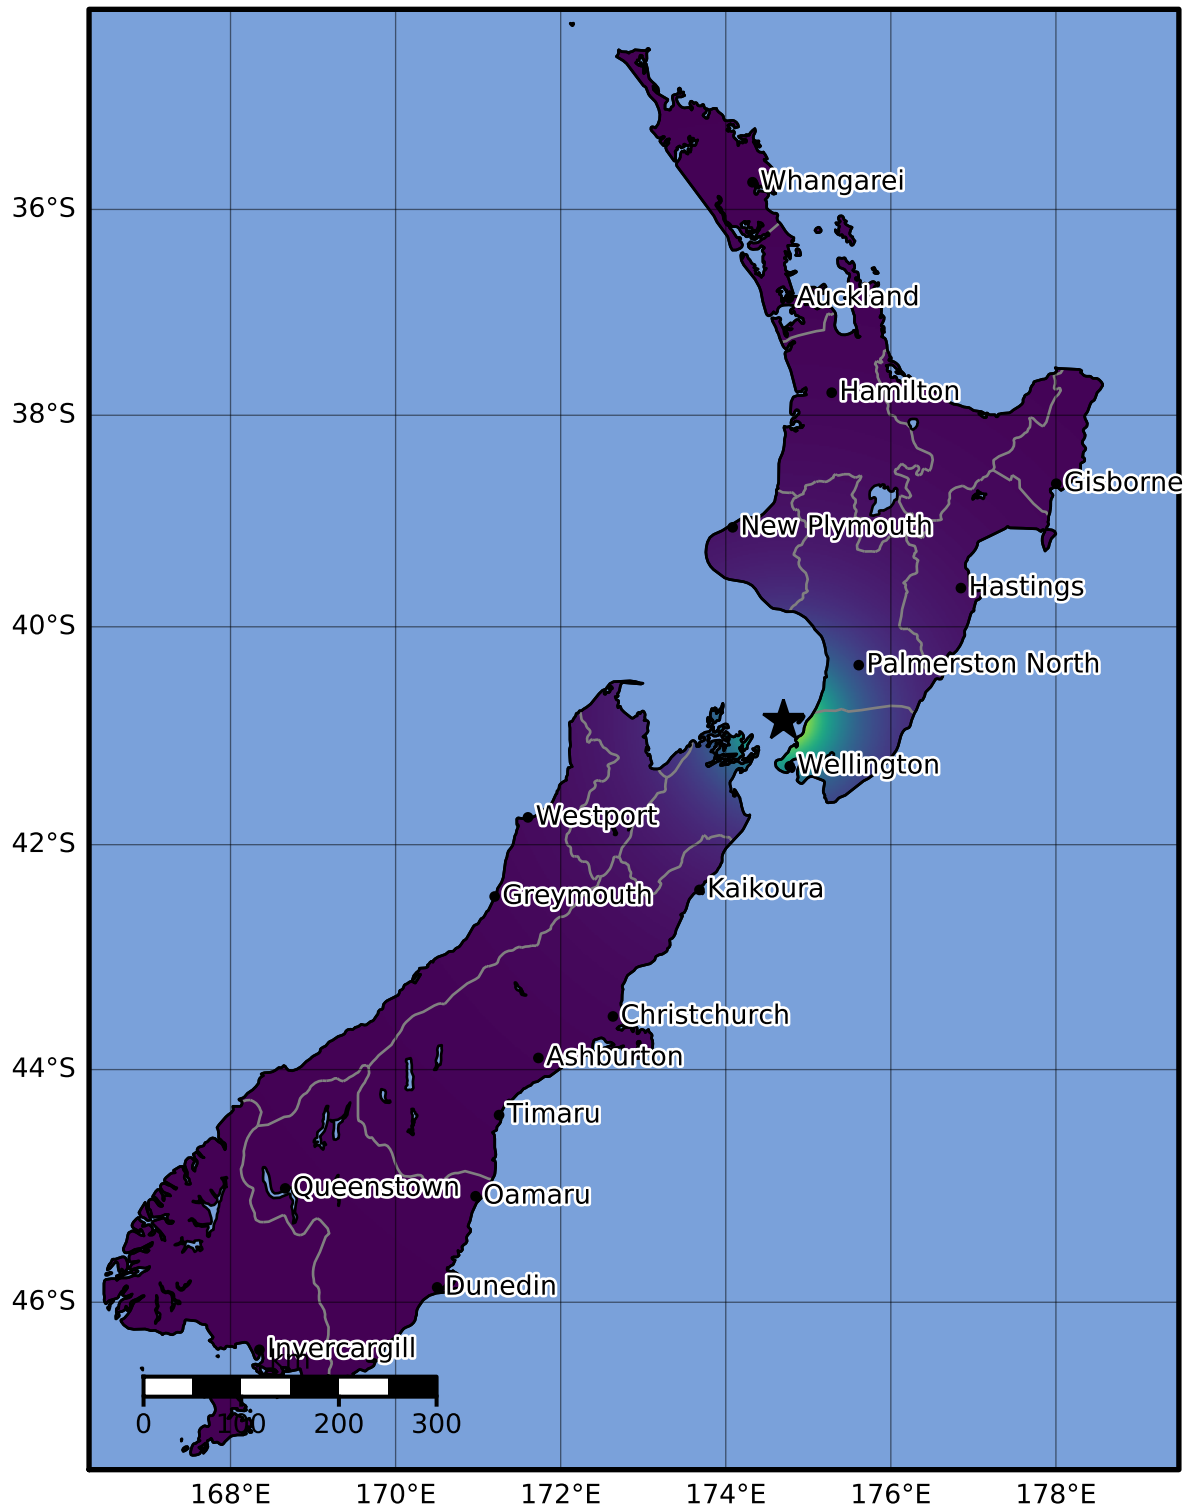 Whangarei
36°S
Auckland
Hamilton
38°S
Gisborne
New Plymouth
Hastings
40°S
Palmerston North
Wellington
Westport
42°S
Kaikoura
Greymouth
Christchurch
Ashburton
44°S
Timaru
Queenstown
Oamaru
Dunedin
46°S
Invercargill
km
0 100 200 300
168°E 170°E 172°E 174°E 176°E 178°E